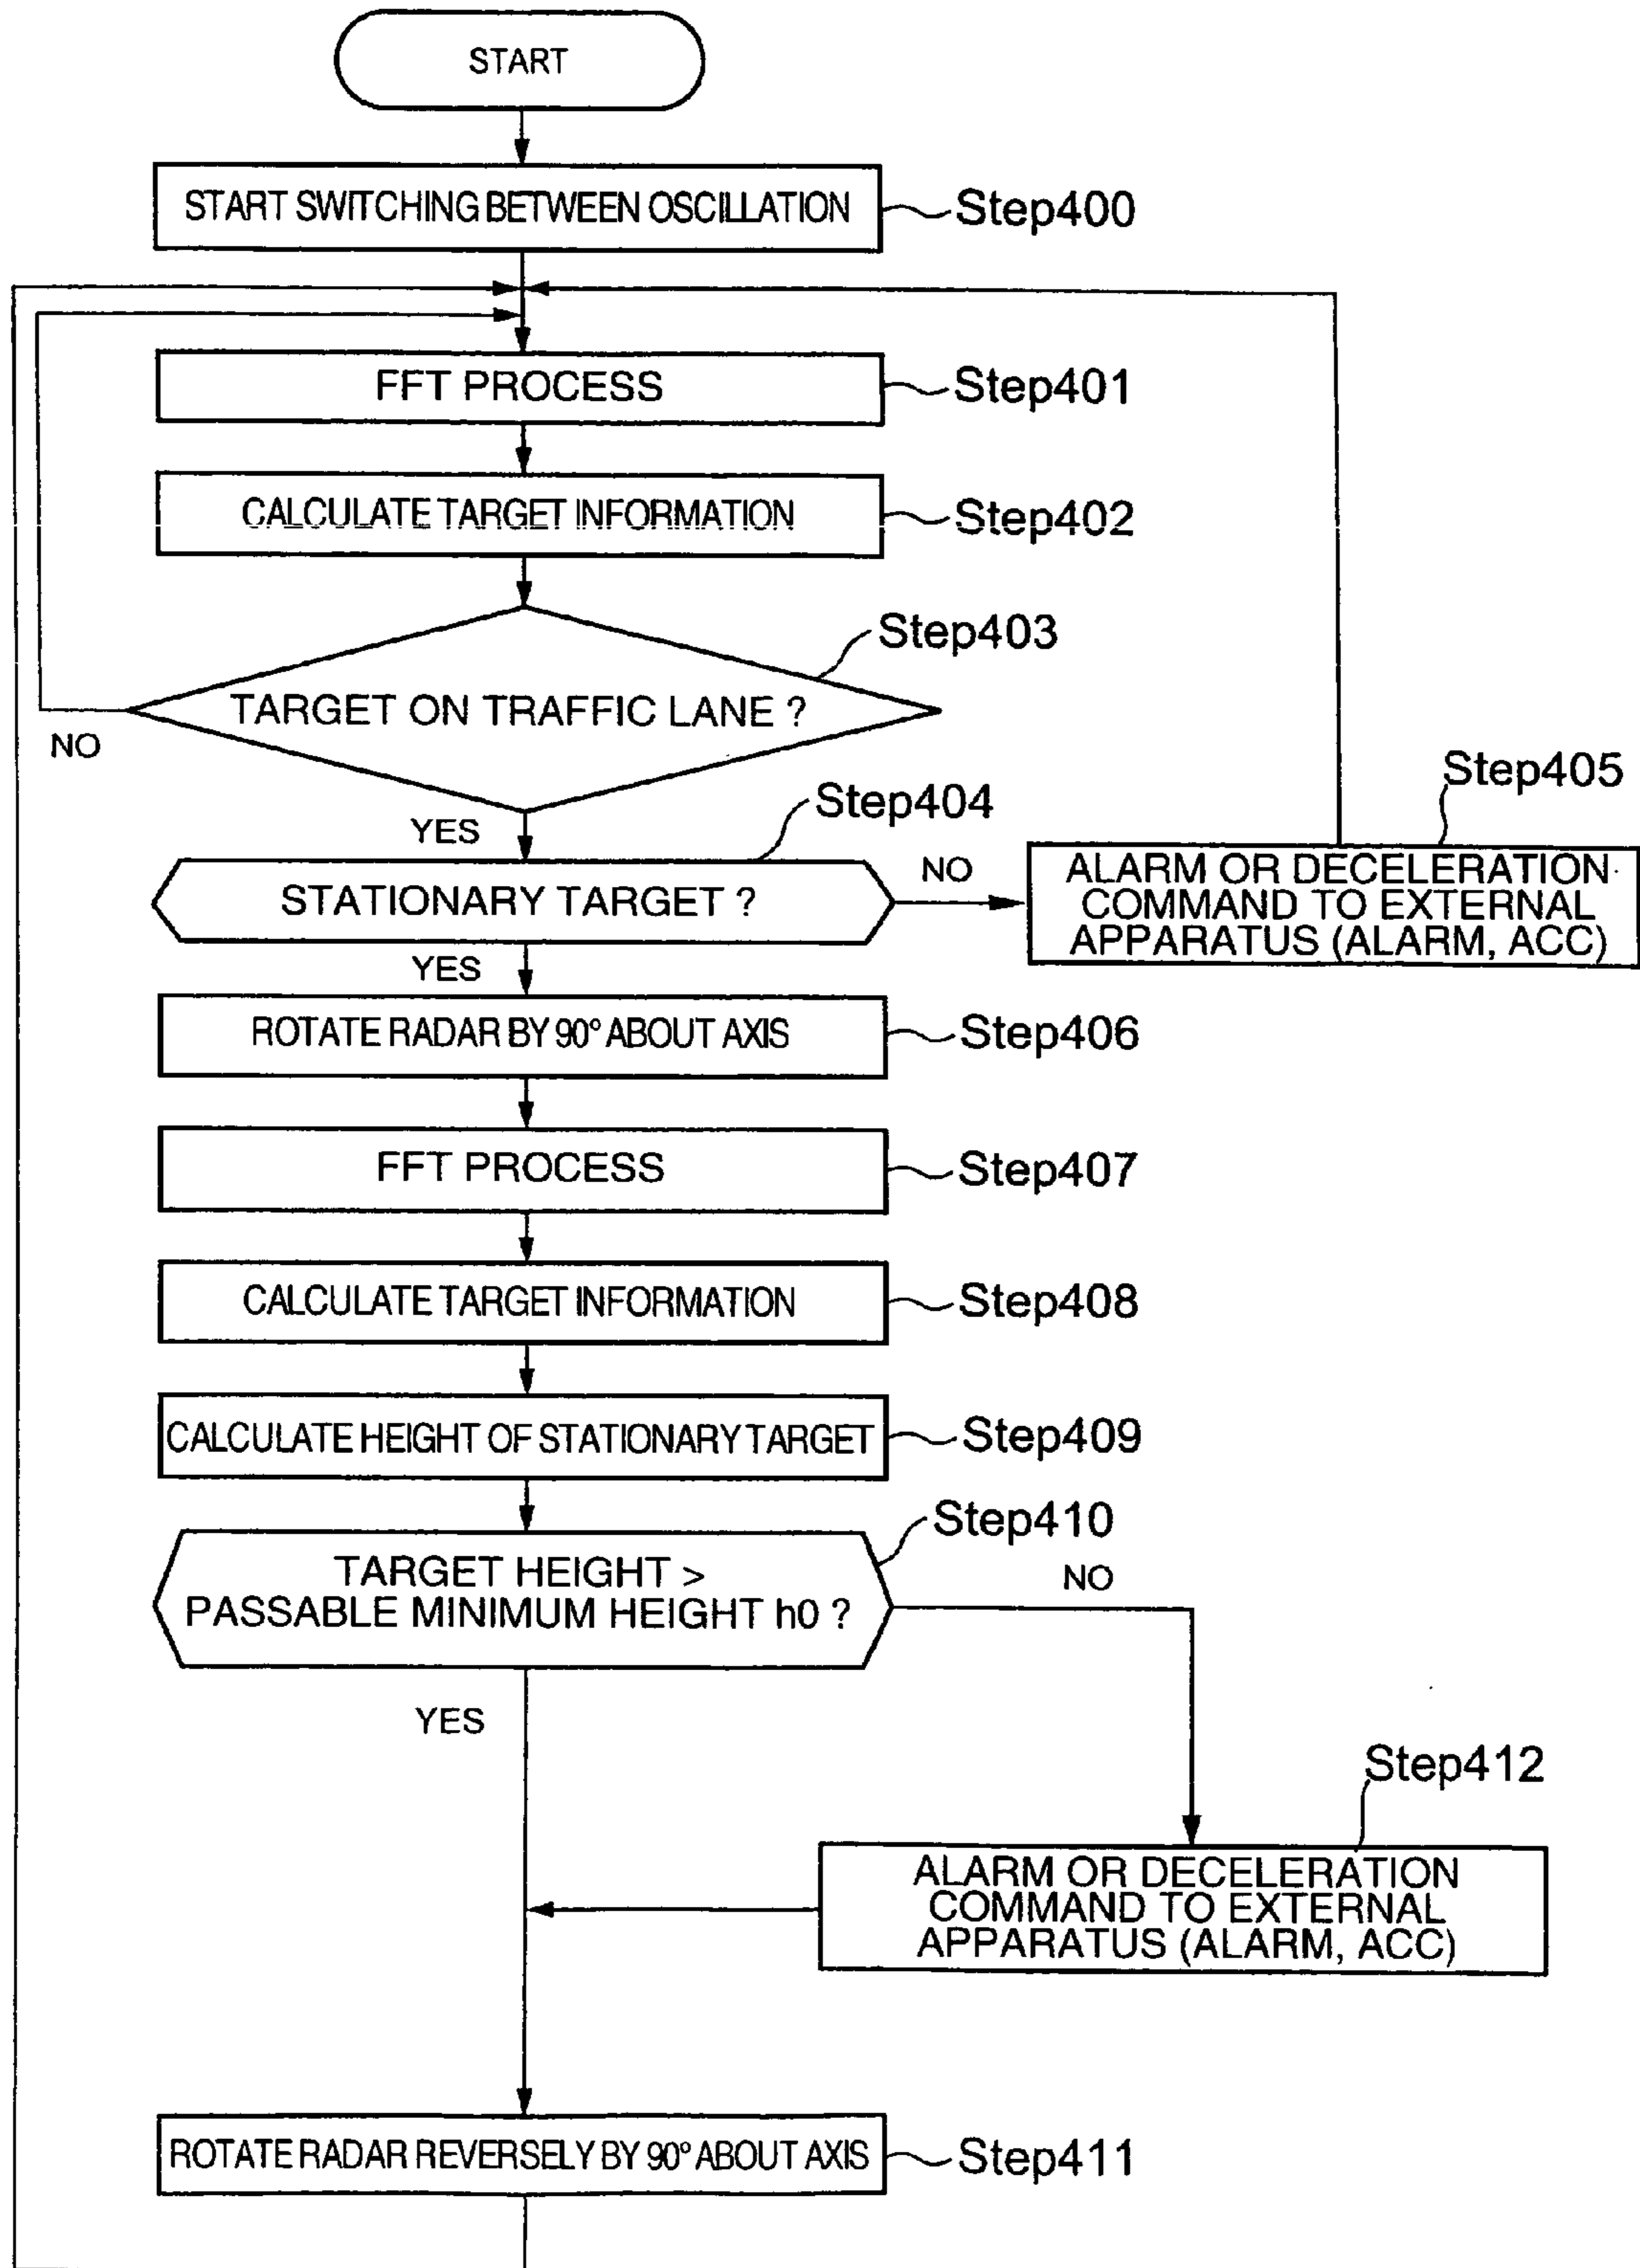 START
START SWITCHING BETWEEN OSCILLATION
Step400
FFT PROCESS
Step401
CALCULATE TARGET INFORMATION
Step402
Step403
TARGET ON TRAFFIC LANE ?
NO
YES
Step404
STATIONARY TARGET ?
NO
Step405
ALARM OR DECELERATION
COMMAND TO EXTERNAL
APPARATUS (ALARM, ACC)
YES
ROTATE RADAR BY 90° ABOUT AXIS
Step406
FFT PROCESS
Step407
CALCULATE TARGET INFORMATION
Step408
CALCULATE HEIGHT OF STATIONARY TARGET
Step409
Step410
TARGET HEIGHT >
PASSABLE MINIMUM HEIGHT h0 ?
NO
YES
Step412
ALARM OR DECELERATION
COMMAND TO EXTERNAL
APPARATUS (ALARM, ACC)
ROTATE RADAR REVERSELY BY 90° ABOUT AXIS
Step411